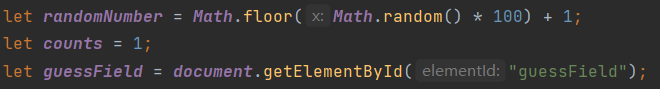 let randomNumber = Math.floor( x: Math.random() * 100) + 1;
let counts = 1;
let guessField = document.getElementById( elementId: "guessField");